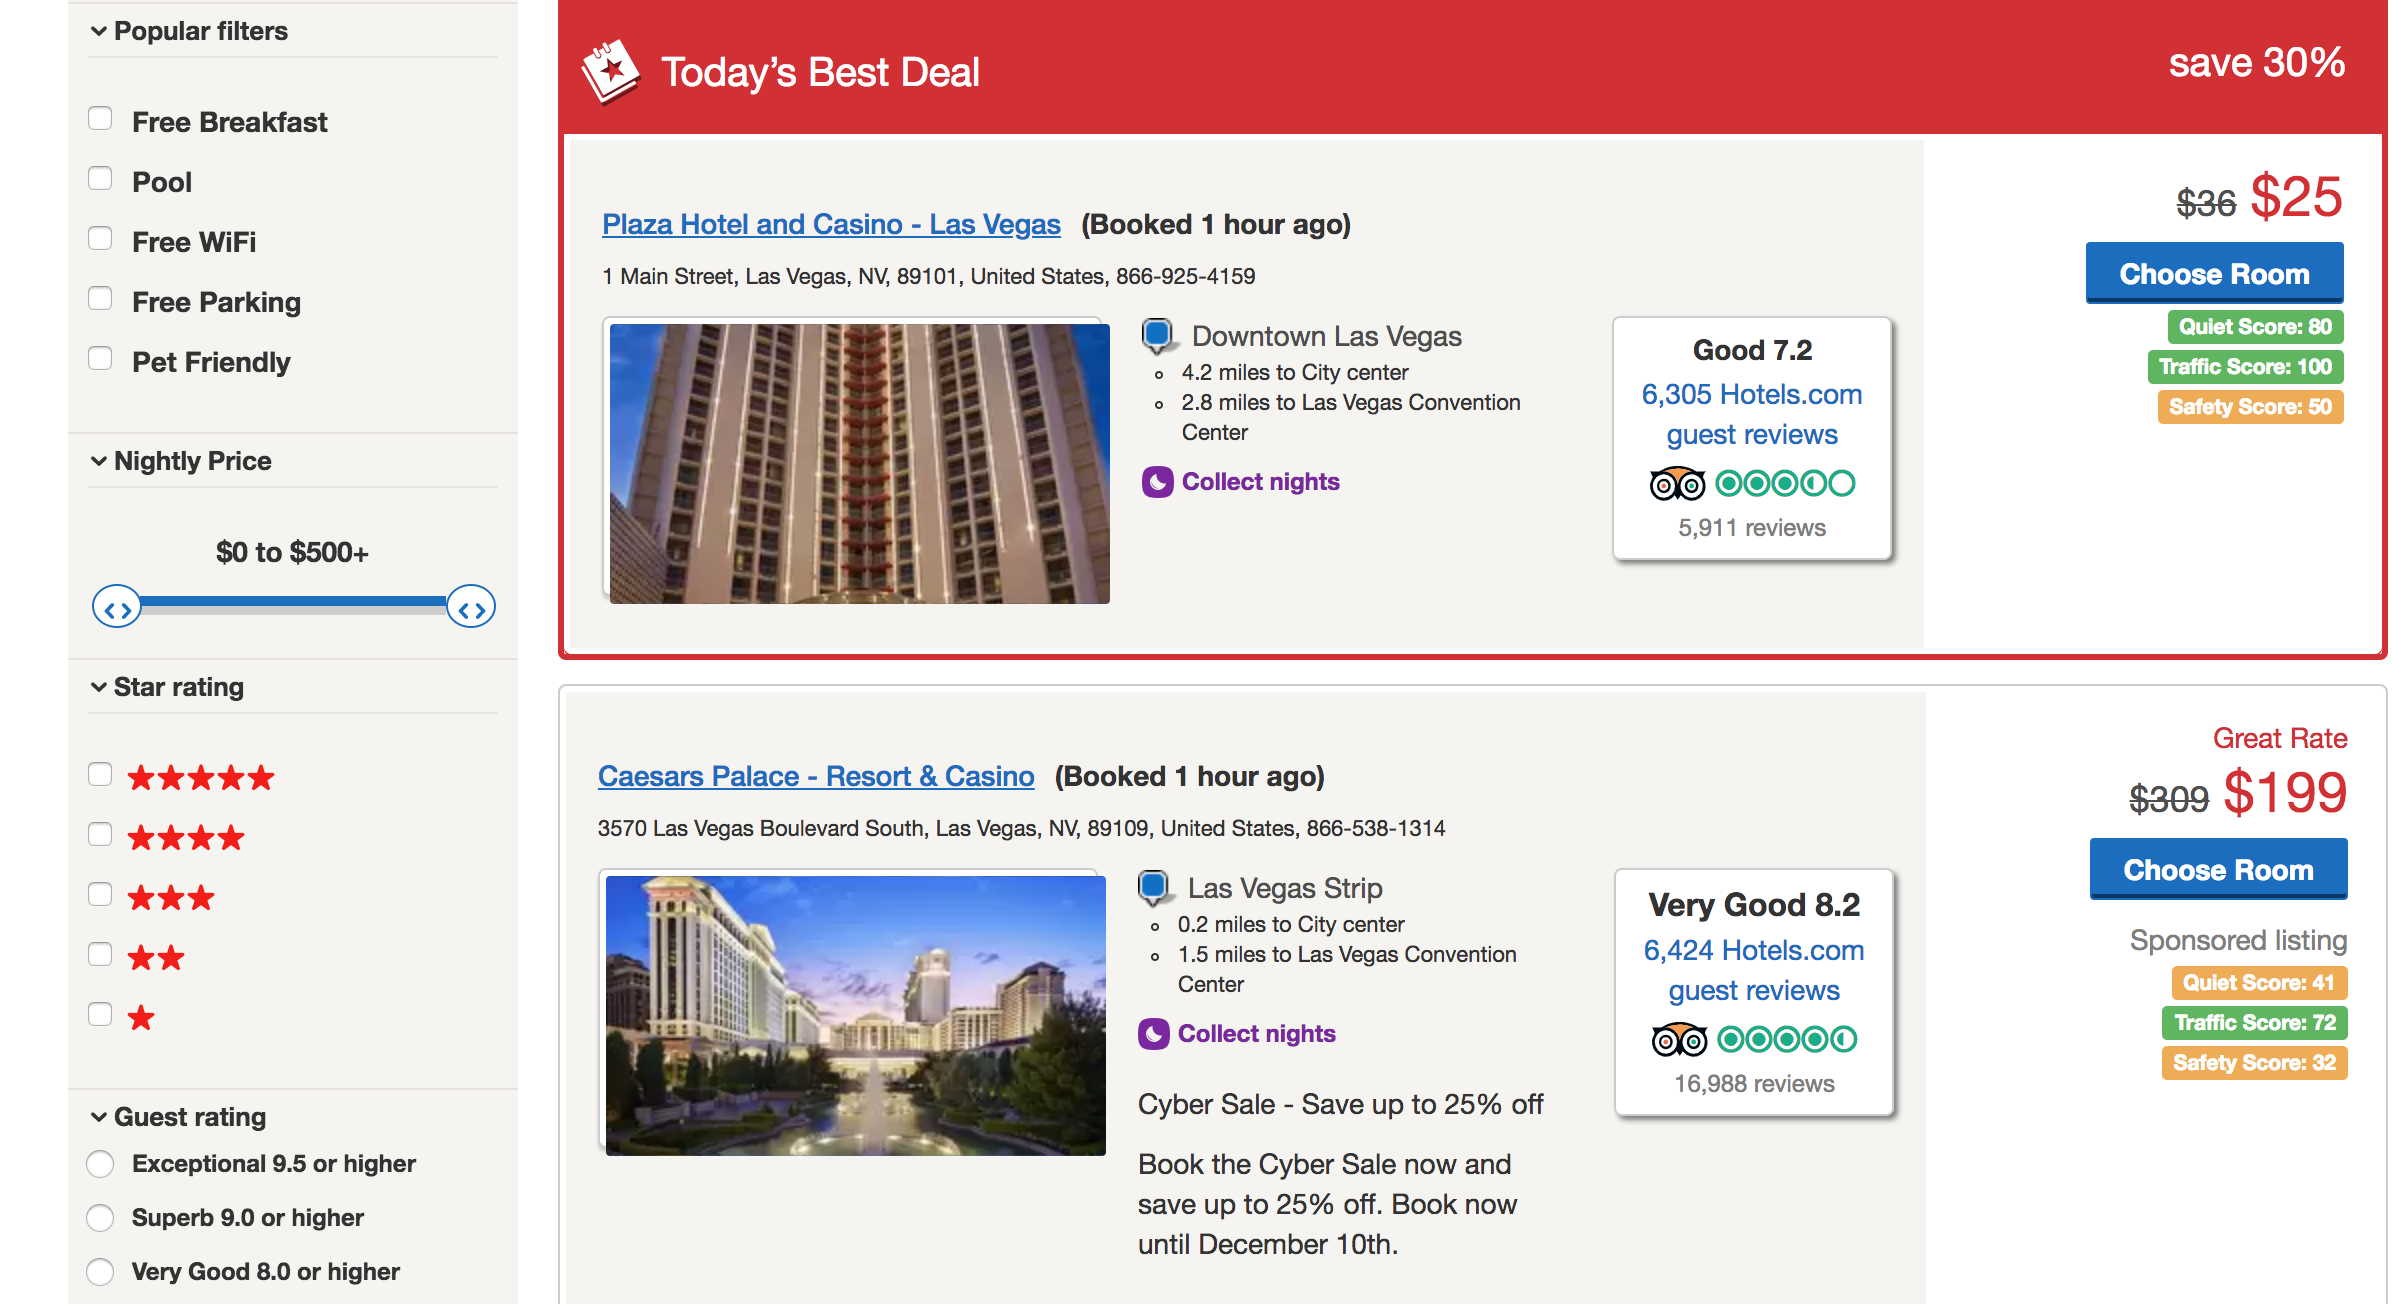 Popular filters
Free Breakfast
Pool
Free WiFi
Free Parking
Pet Friendly
Nightly Price
$0 to $500+
Star rating
Guest rating
Exceptional 9.5 or higher
Superb 9.0 or higher
Very Good 8.0 or higher
Today's Best Deal
save 30%
Plaza Hotel and Casino - Las Vegas (Booked 1 hour ago)
1 Main Street, Las Vegas, NV, 89101, United States, 866-925-4159
Downtown Las Vegas
4.2 miles to City center
2.8 miles to Las Vegas Convention
Center
Collect nights
Good 7.2
6,305 Hotels.com
guest reviews
5,911 reviews
$36 $25
Choose Room
Quiet Score: 80
Traffic Score: 100
Safety Score: 50
Caesars Palace - Resort & Casino (Booked 1 hour ago)
3570 Las Vegas Boulevard South, Las Vegas, NV, 89109, United States, 866-538-1314
Las Vegas Strip
0.2 miles to City center
1.5 miles to Las Vegas Convention
Center
Collect nights
Cyber Sale - Save up to 25% off
Book the Cyber Sale now and
save up to 25% off. Book now
until December 10th.
Very Good 8.2
6,424 Hotels.com
guest reviews
16,988 reviews
Great Rate
$309 $199
Choose Room
Sponsored listing
Quiet Score: 41
Traffic Score: 72
Safety Score: 32